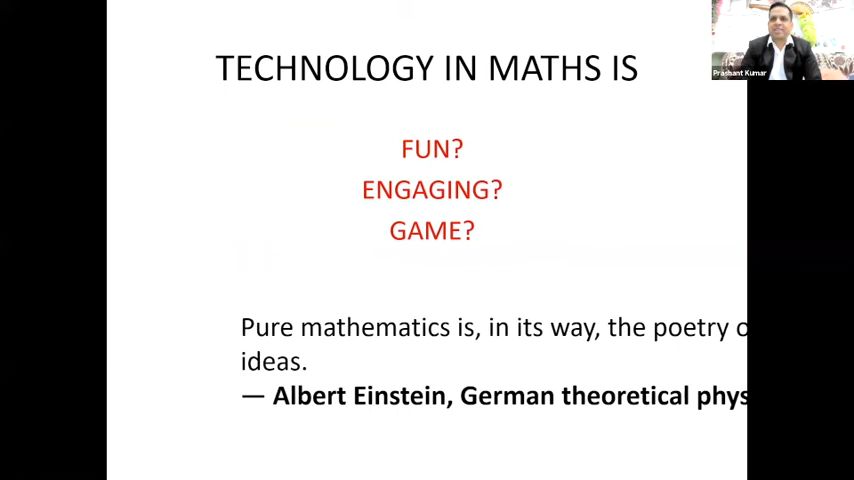 TECHNOLOGY IN MATHS IS
Prashant Kumar
FUN?
ENGAGING?
GAME?
Pure mathematics is, in its way, the poetry o
ideas.
— Albert Einstein, German theoretical phys